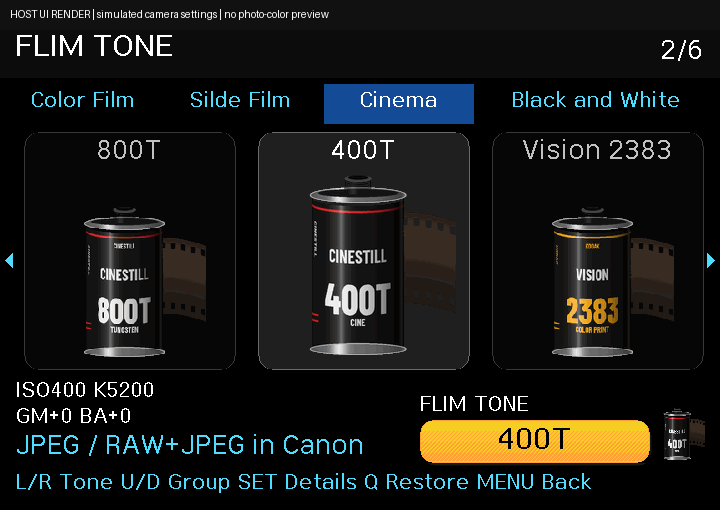 HOST UI RENDER | simulated camera settings | no photo-color preview
FLIM TONE
2/6
Color Film
Silde Film
Cinema
Black and White
800T
400T
Vision 2383
CINESTILL
CINESTILL
800T
TUNGSTEN
CINESTILL
CINESTILL
400T
CINE
KODAK
VISION
2383
COLOR PRINT
ISO400 K5200
GM+0 BA+0
JPEG / RAW+JPEG in Canon
FLIM TONE
400T
400T
L/R Tone U/D Group SET Details Q Restore MENU Back